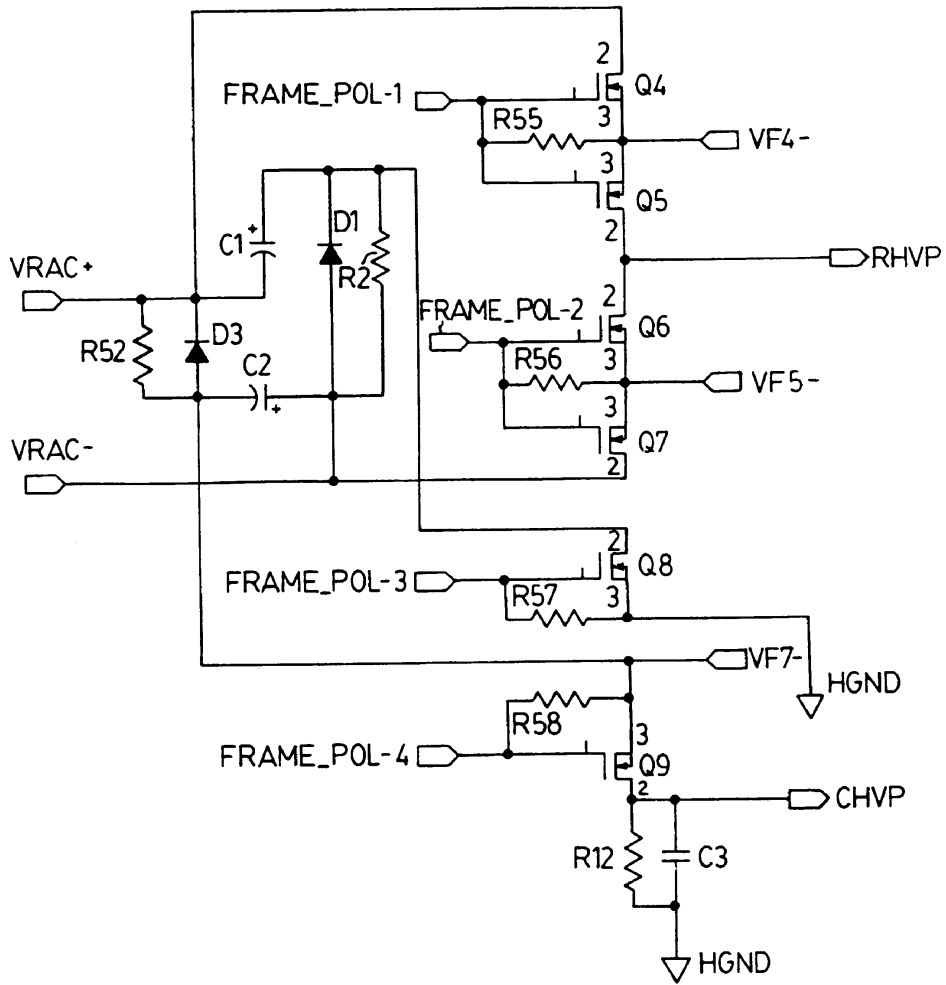 2
Q4
FRAME_POL-1
3
R55
VF4-
3
Q5
C1
+
D1
R2
2
VRAC+
RHVP
FRAME_POL-2
2
Q6
R52
D3
C2
+
R56
3
VF5-
3
Q7
VRAC-
2
2
Q8
FRAME_POL-3
R57
3
VF7-
HGND
R58
3
FRAME_POL-4
Q9
2
CHVP
R12
C3
HGND